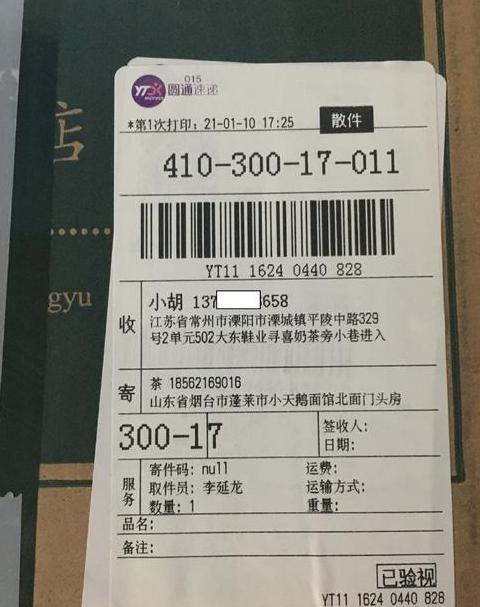 店
gyu
015
YTO 圆通速递
*第1次打印：21-01-10 17:25 散件
410-300-17-011
YT11 1624 0440 828
收
小胡 137 3658
江苏省常州市溧阳市溧城镇平陵中路329
号2单元502大东鞋业寻喜奶茶旁小巷进入
寄
茶 18562169016
山东省烟台市蓬莱市小天鹅面馆北面门头房
300-17
签收人：
日期：
服务
寄件码：null 运费：
取件员：李延龙 运输方式：
数量：1 重量：
品名：
备注：
已验视
YT11 1624 0440 828